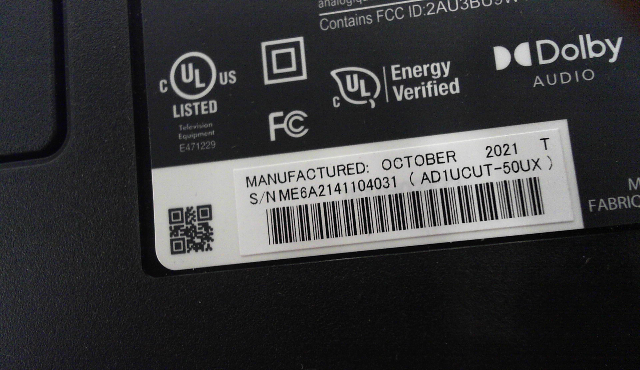 Contains FCC ID:2AU3BU9W
C UL US
LISTED
Television
Equipment
E471229
FC
C UL
Energy
Verified
Dolby
AUDIO
MANUFACTURED: OCTOBER 2021 T
S/N ME6A2141104031 ( AD1UCUT-50UX )
M
FABRIC